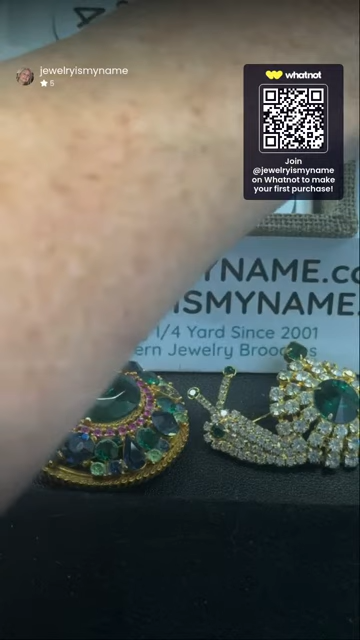 jewelryismyname
★ 5
whatnot
Join
@jewelryismyname
on Whatnot to make
your first purchase!
YNAME.co
ISMYNAME.
1/4 Yard Since 2001
ern Jewelry Brooches